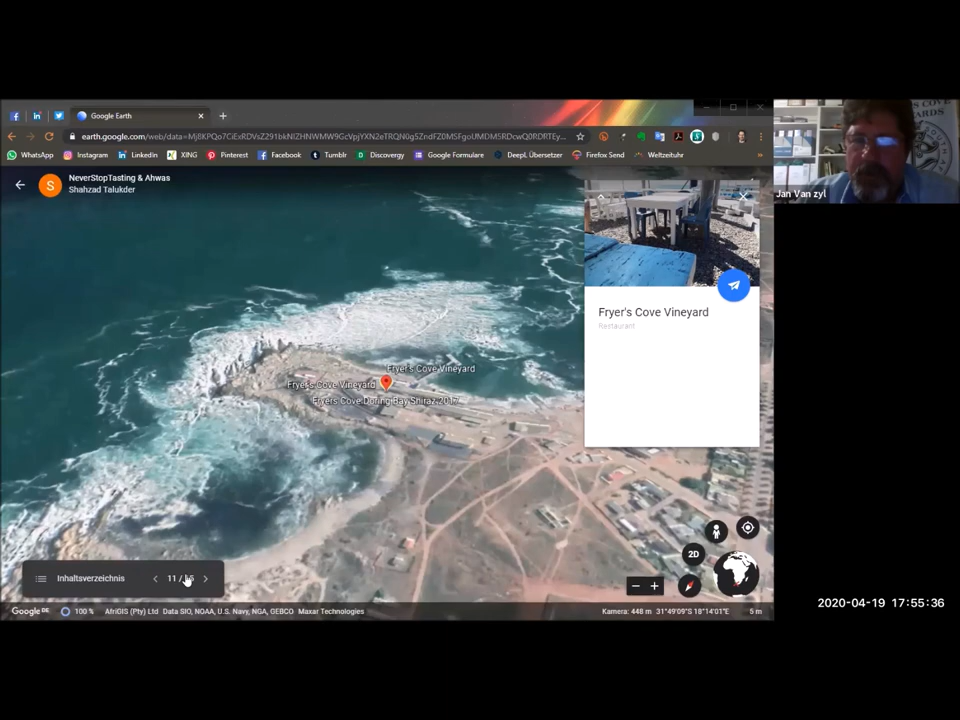 Google Earth
earth.google.com/web/data=
WhatsApp
Instagram
LinkedIn
XING
Pinterest
Facebook
Tumblr
Discovergy
Google Formulare
DeepL Übersetzer
Firefox Send
Weltzeituhr
»
S
NeverStopTasting & Ahwas
Shahzad Talukder
Jan Van zyl
Fryer's Cove Vineyard
Restaurant
Fryer's Cove Vineyard
Fryer's Cove Vineyard
Fryers Cove Doring Bay Shiraz 2017
2D
Inhaltsverzeichnis
11 /
Google BE
100 %
AfriGIS (Pty) Ltd Data SIO, NOAA, U.S. Navy, NGA, GEBCO Maxar Technologies
Kamera: 448 m 31°49'09"S 18°14'01"E
5 m
2020-04-19 17:55:36